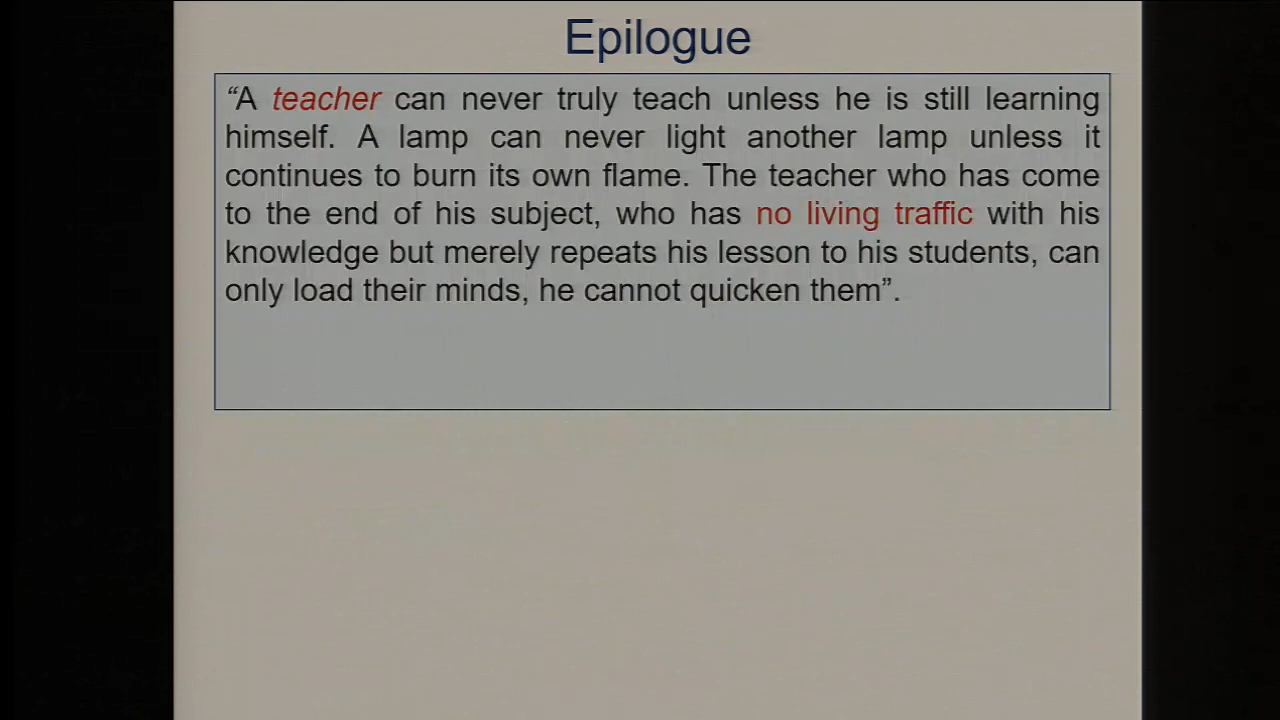 Epilogue
“A teacher can never truly teach unless he is still learning
himself. A lamp can never light another lamp unless it
continues to burn its own flame. The teacher who has come
to the end of his subject, who has no living traffic with his
knowledge but merely repeats his lesson to his students, can
only load their minds, he cannot quicken them”.